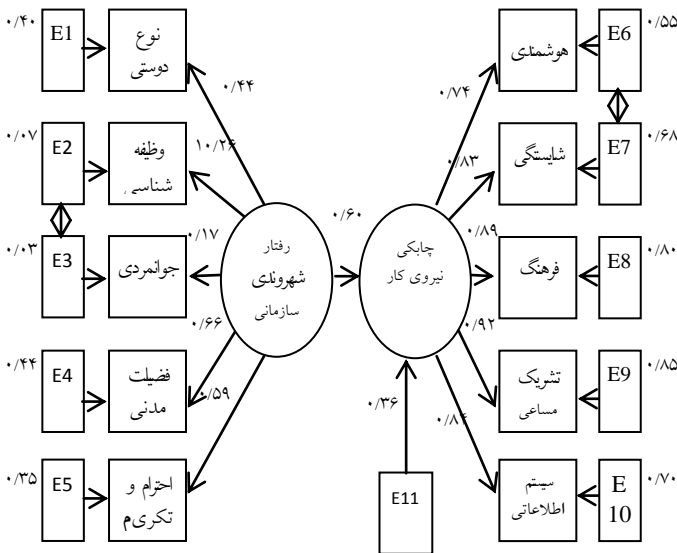 ۰/۴۰
E1
نوع
دوستی
۰/۴۴
۰/۰۷
E2
وظیفه
شناسی
۱۰/۲۶
۰/۰۳
E3
جوانمردی
۰/۱۷
۰/۴۴
E4
فضیلت
مدنی
۰/۶۶
۰/۳۵
E5
احترام و
تکریم
۰/۵۹
رفتار
شهروندی
سازمانی
۰/۶۰
چابکی
نیروی کار
۰/۳۶
E11
۰/۷۴
هوشمندی
E6
۰/۵۵
۰/۸۳
شایستگی
E7
۰/۶۸
۰/۸۹
فرهنگ
E8
۰/۸۰
۰/۹۲
تشریک
مساعی
E9
۰/۸۵
سیستم
اطلاعاتی
E
10
۰/۷۰